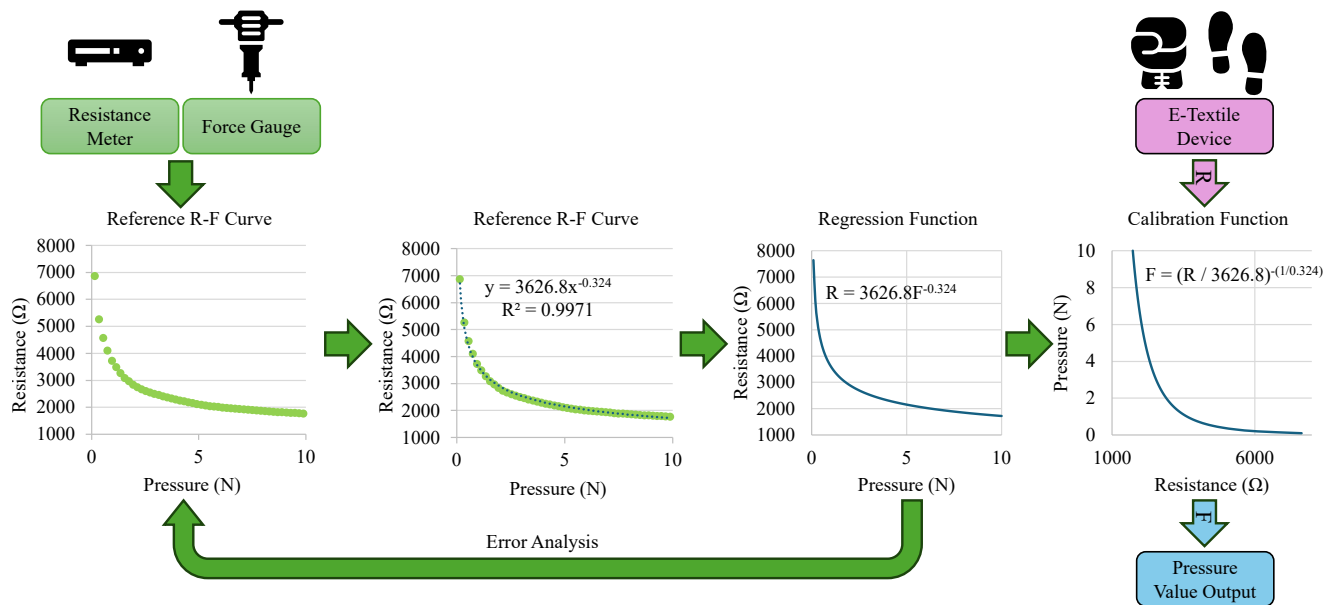 Resistance
Meter
Force Gauge
E-Textile
Device
R
Reference R-F Curve
8000
7000
6000
5000
4000
3000
2000
1000
0
5
10
Resistance (Ω)
Pressure (N)
Reference R-F Curve
y = 3626.8x^-0.324
R² = 0.9971
8000
7000
6000
5000
4000
3000
2000
1000
0
5
10
Resistance (Ω)
Pressure (N)
Regression Function
R = 3626.8F^-0.324
8000
7000
6000
5000
4000
3000
2000
1000
0
5
10
Resistance (Ω)
Pressure (N)
Calibration Function
F = (R / 3626.8)^-(1/0.324)
10
8
6
4
2
0
1000
6000
Pressure (N)
Resistance (Ω)
Error Analysis
F
Pressure
Value Output